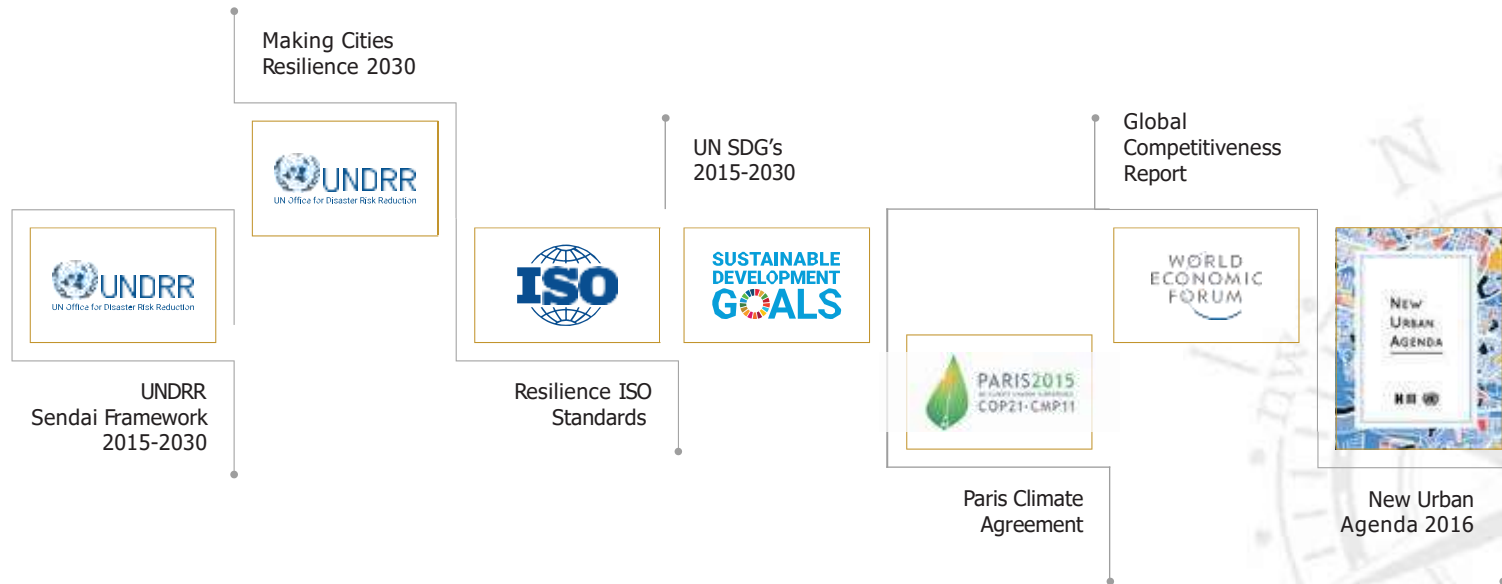 Making Cities
Resilience 2030
UNDRR
UN Office for Disaster Risk Reduction
UNDRR
UN Office for Disaster Risk Reduction
UNDRR
Sendai Framework
2015-2030
ISO
Resilience ISO
Standards
UN SDG’s
2015-2030
SUSTAINABLE
DEVELOPMENT
GOALS
PARIS2015
COP21·CMP11
Paris Climate
Agreement
Global
Competitiveness
Report
WORLD
ECONOMIC
FORUM
NEW
URBAN
AGENDA
New Urban
Agenda 2016
N
nw